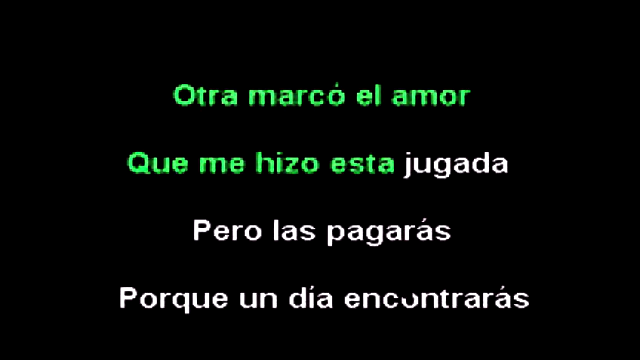 Otra marcó el amor
Que me hizo esta jugada
Pero las pagarás
Porque un día encontrarás